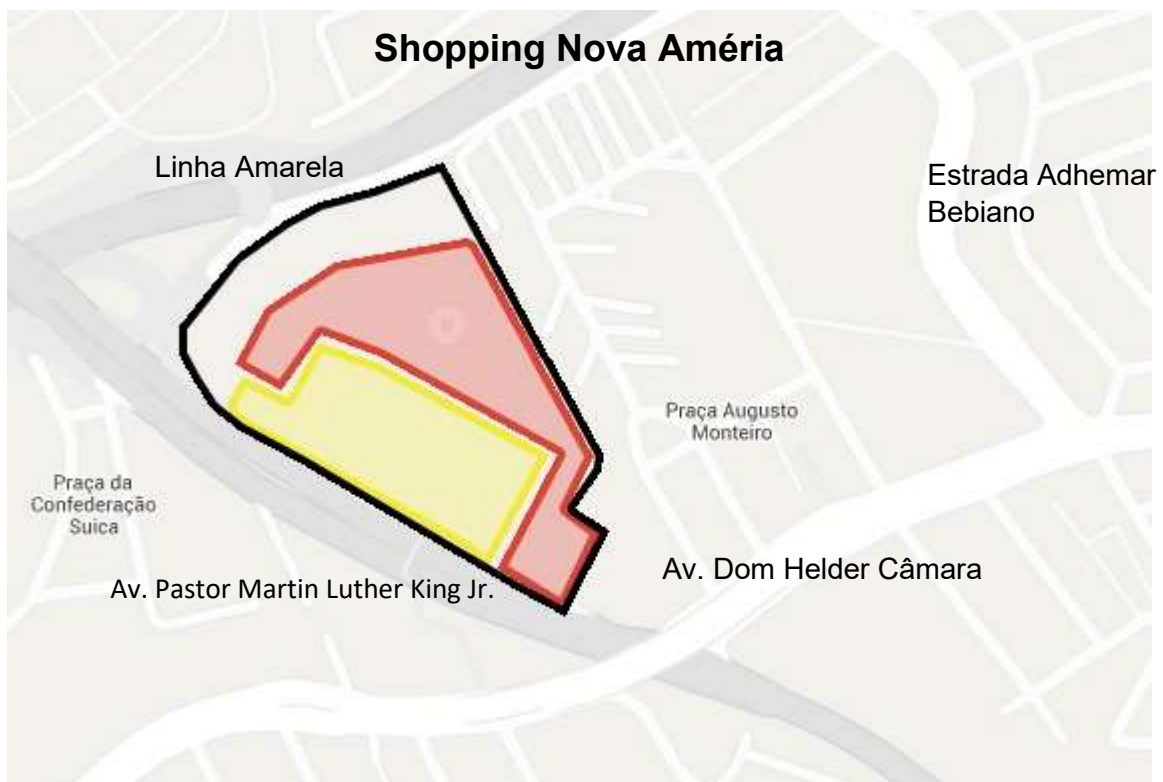 Shopping Nova Améria
Linha Amarela
Estrada Adhemar
Bebiano
Praça Augusto
Monteiro
Praça da
Confederação
Suica
Av. Dom Helder Câmara
Av. Pastor Martin Luther King Jr.